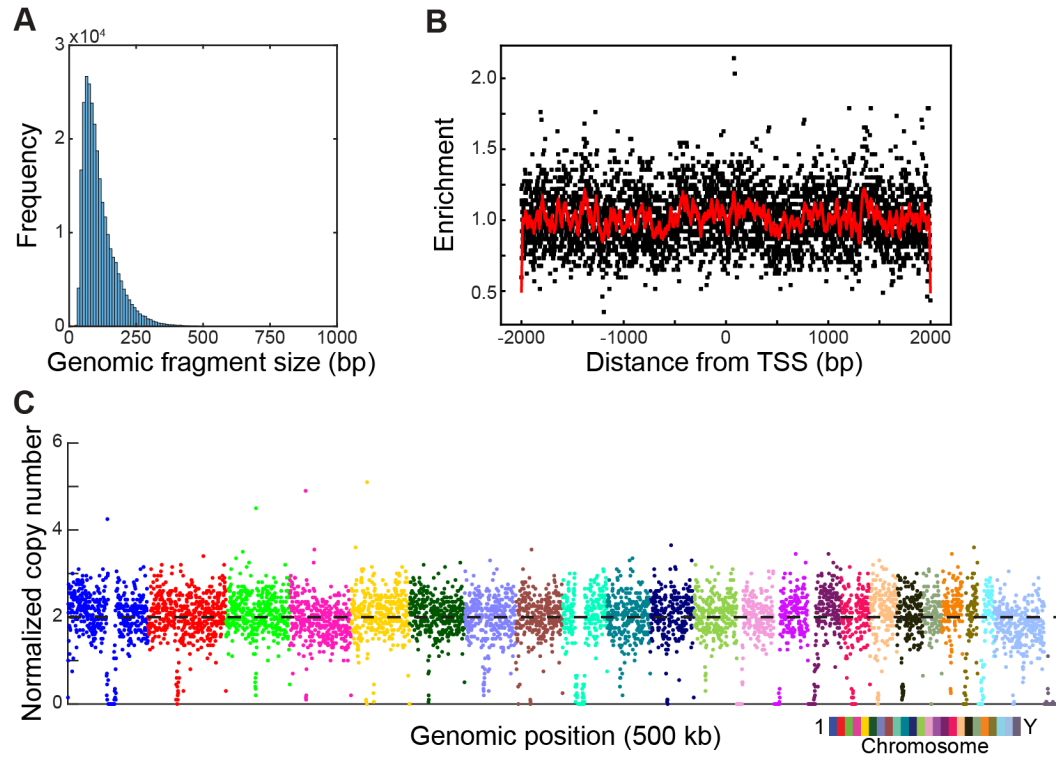 A
3 ×10⁴
2
1
0
Frequency
0 250 500 750 1000
Genomic fragment size (bp)
B
2.0
1.5
1.0
0.5
Enrichment
-2000 -1000 0 1000 2000
Distance from TSS (bp)
C
6
4
2
0
Normalized copy number
Genomic position (500 kb)
1 Y
Chromosome